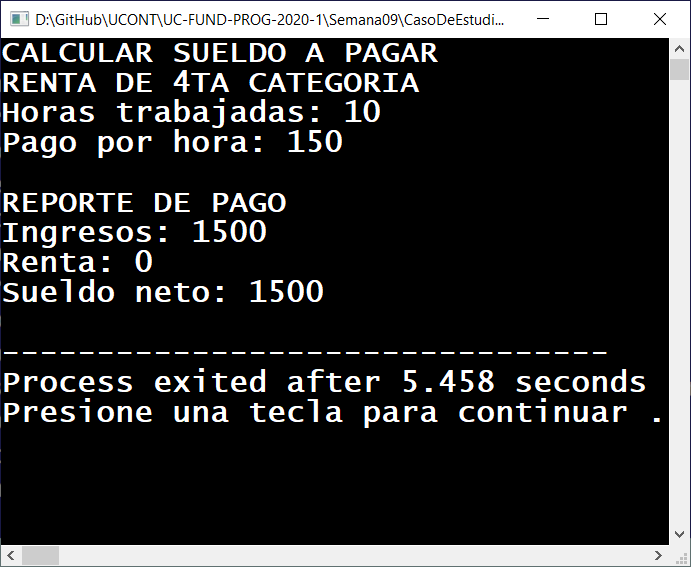 D:\GitHub\UCONT\UC-FUND-PROG-2020-1\Semana09\CasoDeEstudi...
CALCULAR SUELDO A PAGAR
RENTA DE 4TA CATEGORIA
Horas trabajadas: 10
Pago por hora: 150
REPORTE DE PAGO
Ingresos: 1500
Renta: 0
Sueldo neto: 1500
--------------------------------
Process exited after 5.458 seconds
Presione una tecla para continuar .